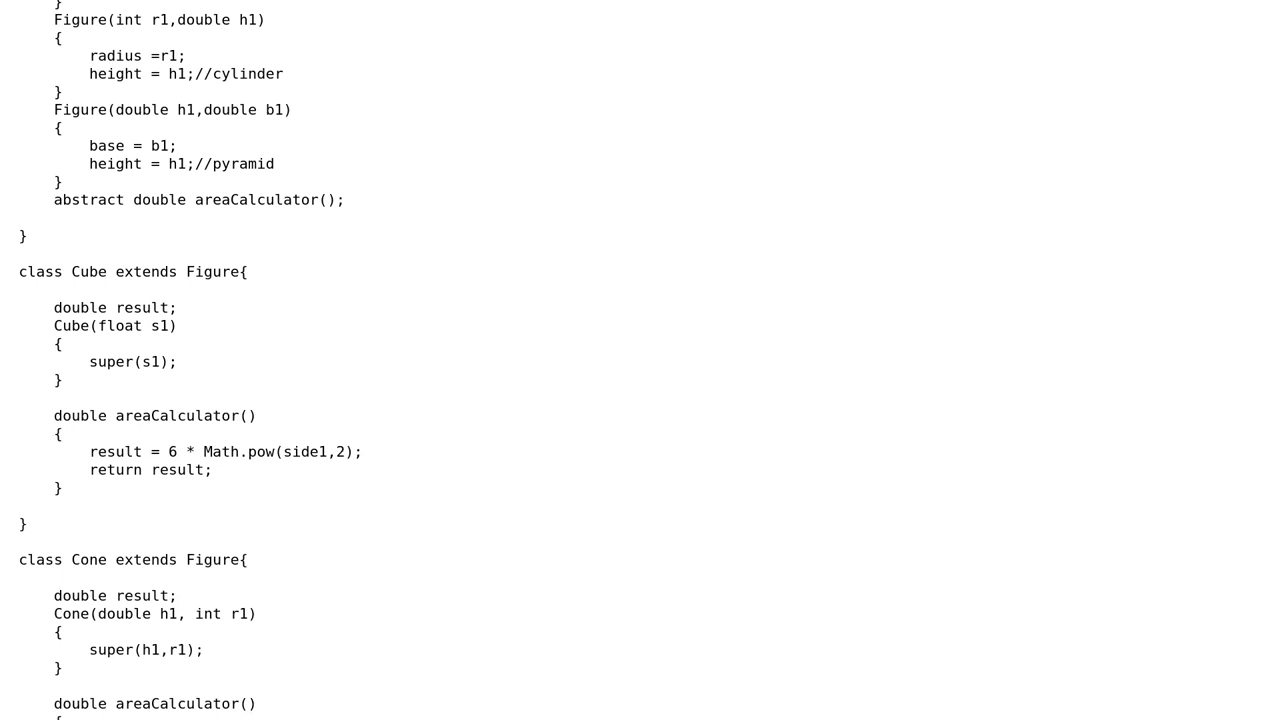 }
Figure(int r1,double h1)
{
radius =r1;
height = h1;//cylinder
}
Figure(double h1,double b1)
{
base = b1;
height = h1;//pyramid
}
abstract double areaCalculator();
}
class Cube extends Figure{
double result;
Cube(float s1)
{
super(s1);
}
double areaCalculator()
{
result = 6 * Math.pow(side1,2);
return result;
}
}
class Cone extends Figure{
double result;
Cone(double h1, int r1)
{
super(h1,r1);
}
double areaCalculator()
{